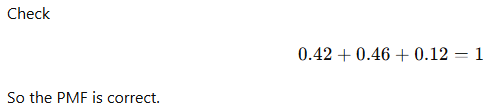 Check
0.42 + 0.46 + 0.12 = 1
So the PMF is correct.